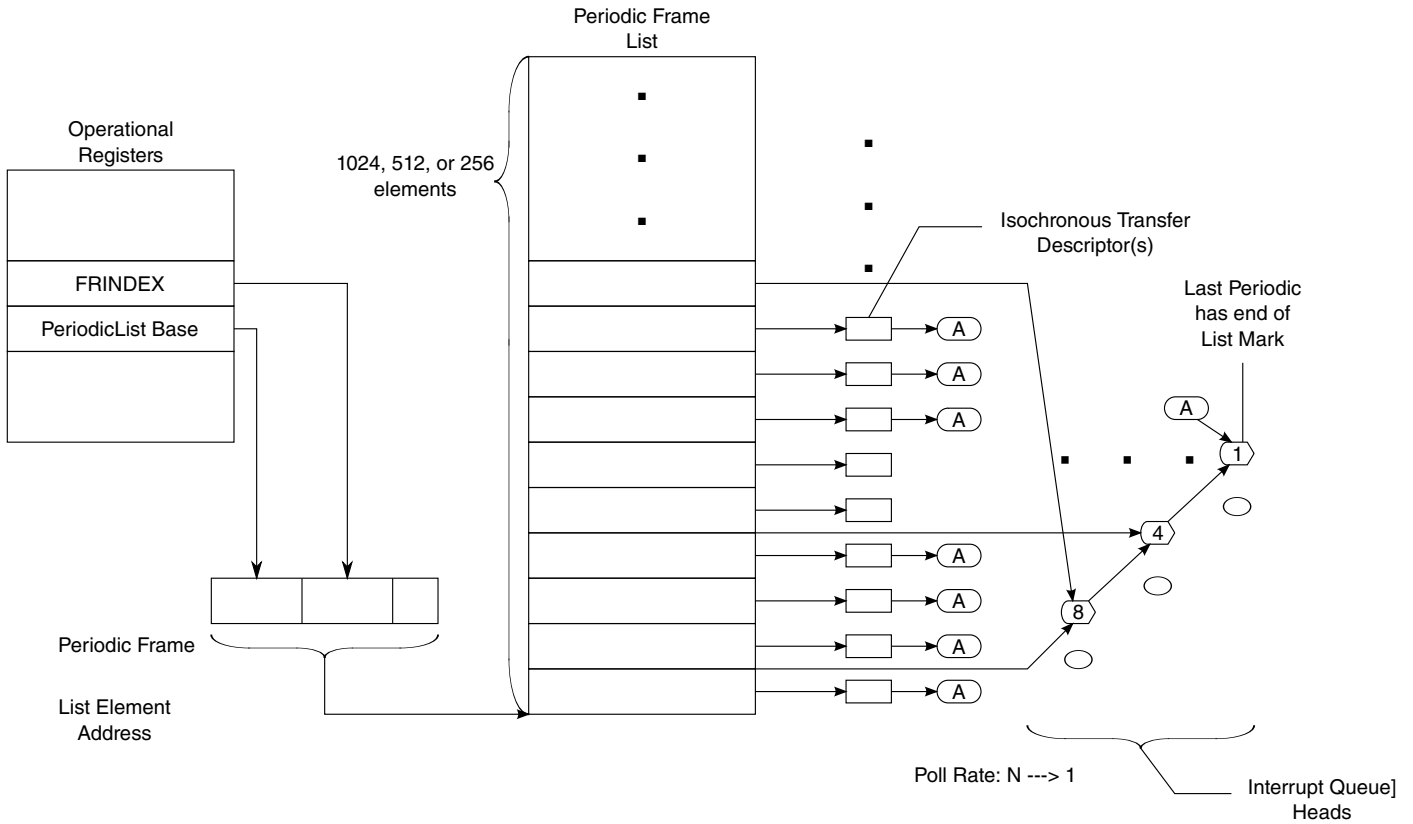 Periodic Frame
List
Operational
Registers
1024, 512, or 256
elements
Isochronous Transfer
Descriptor(s)
FRINDEX
Last Periodic
has end of
List Mark
PeriodicList Base
A
A
A
A
1
4
A
A
8
Periodic Frame
A
A
List Element
Address
Poll Rate: N ---> 1
Interrupt Queue]
Heads